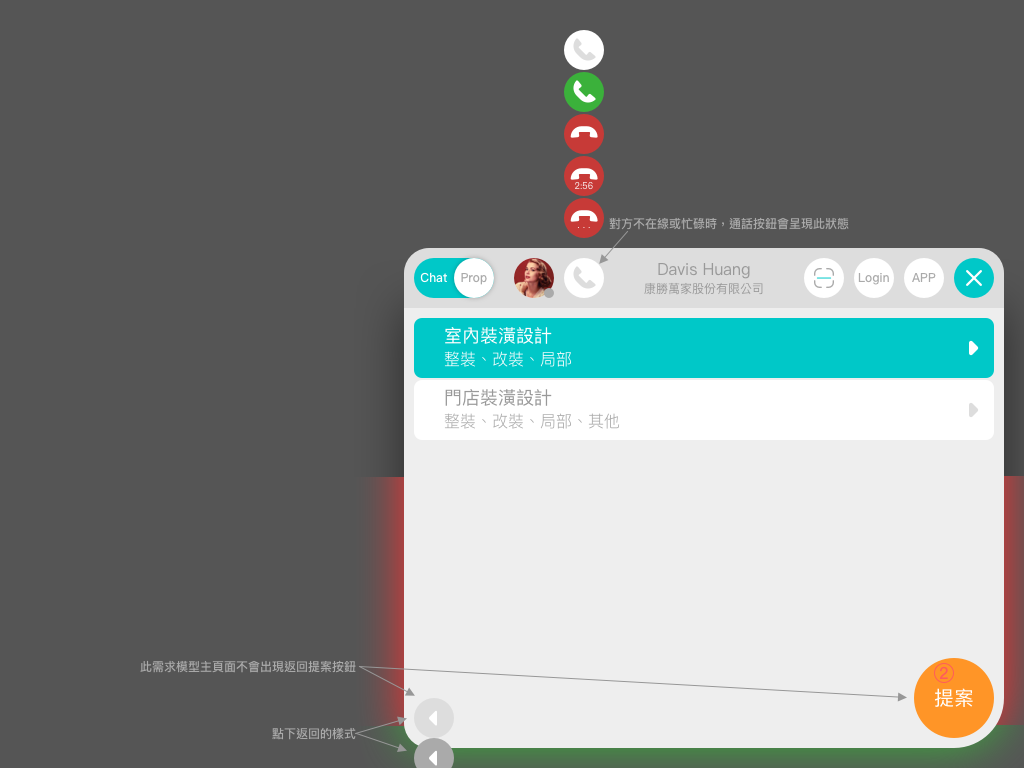 2:56
. . .
對方不在線或忙碌時，通話按鈕會呈現此狀態
Chat
Prop
Davis Huang
康勝萬家股份有限公司
Login
APP
室內裝潢設計
整裝、改裝、局部
門店裝潢設計
整裝、改裝、局部、其他
此需求模型主頁面不會出現返回提案按鈕
②
提案
點下返回的樣式